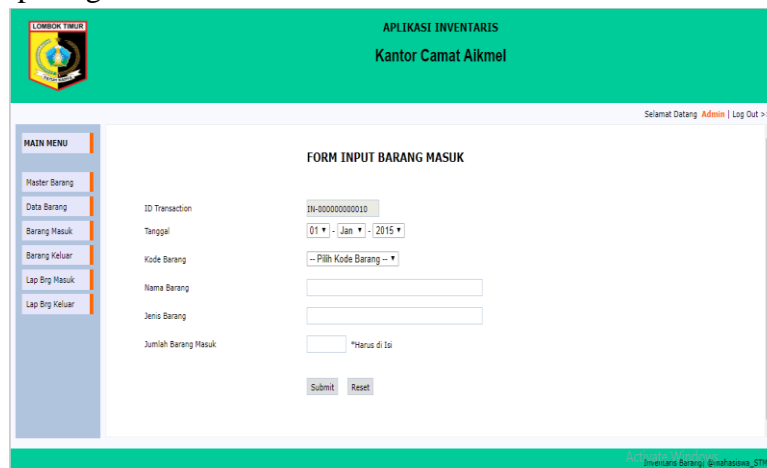 LOMBOK TIMUR
APLIKASI INVENTARIS
Kantor Camat Aikmel
Selamat Datang Admin | Log Out >
MAIN MENU
FORM INPUT BARANG MASUK
Master Barang
Data Barang
ID Transaction
IN-000000000010
Barang Masuk
Tanggal
01 - Jan - 2015
Barang Keluar
Kode Barang
-- Pilih Kode Barang --
Lap Brg Masuk
Nama Barang
Lap Brg Keluar
Jenis Barang
Jumlah Barang Masuk
*Harus di Isi
Submit Reset
Activate Windows
Inventaris Barang| @mahasiswa_STM